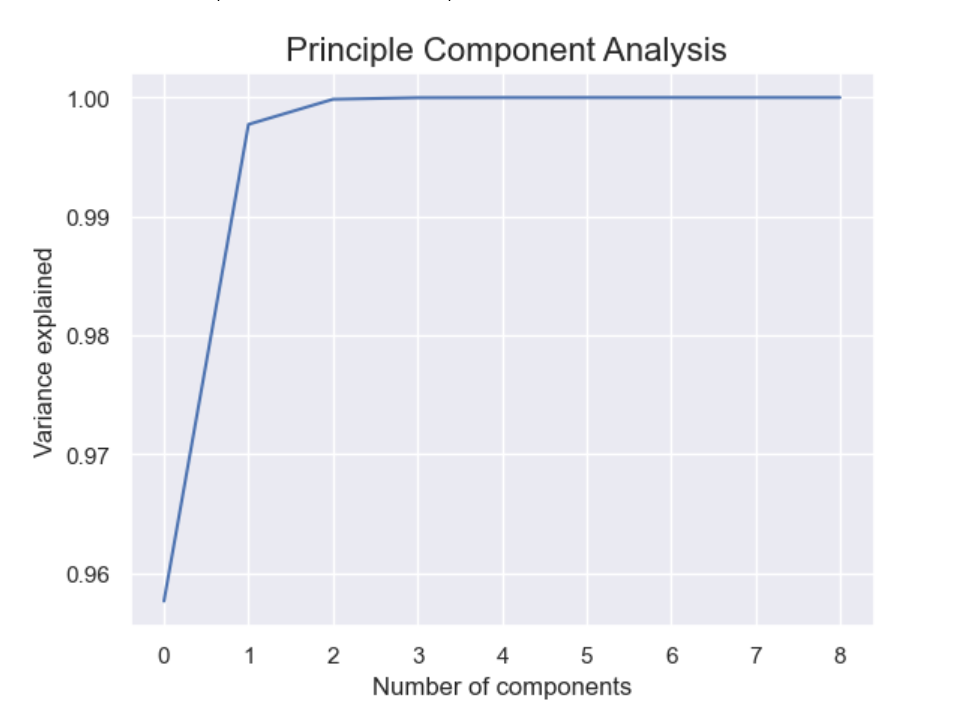 Principle Component Analysis
1.00
0.99
0.98
0.97
0.96
Variance explained
0 1 2 3 4 5 6 7 8
Number of components